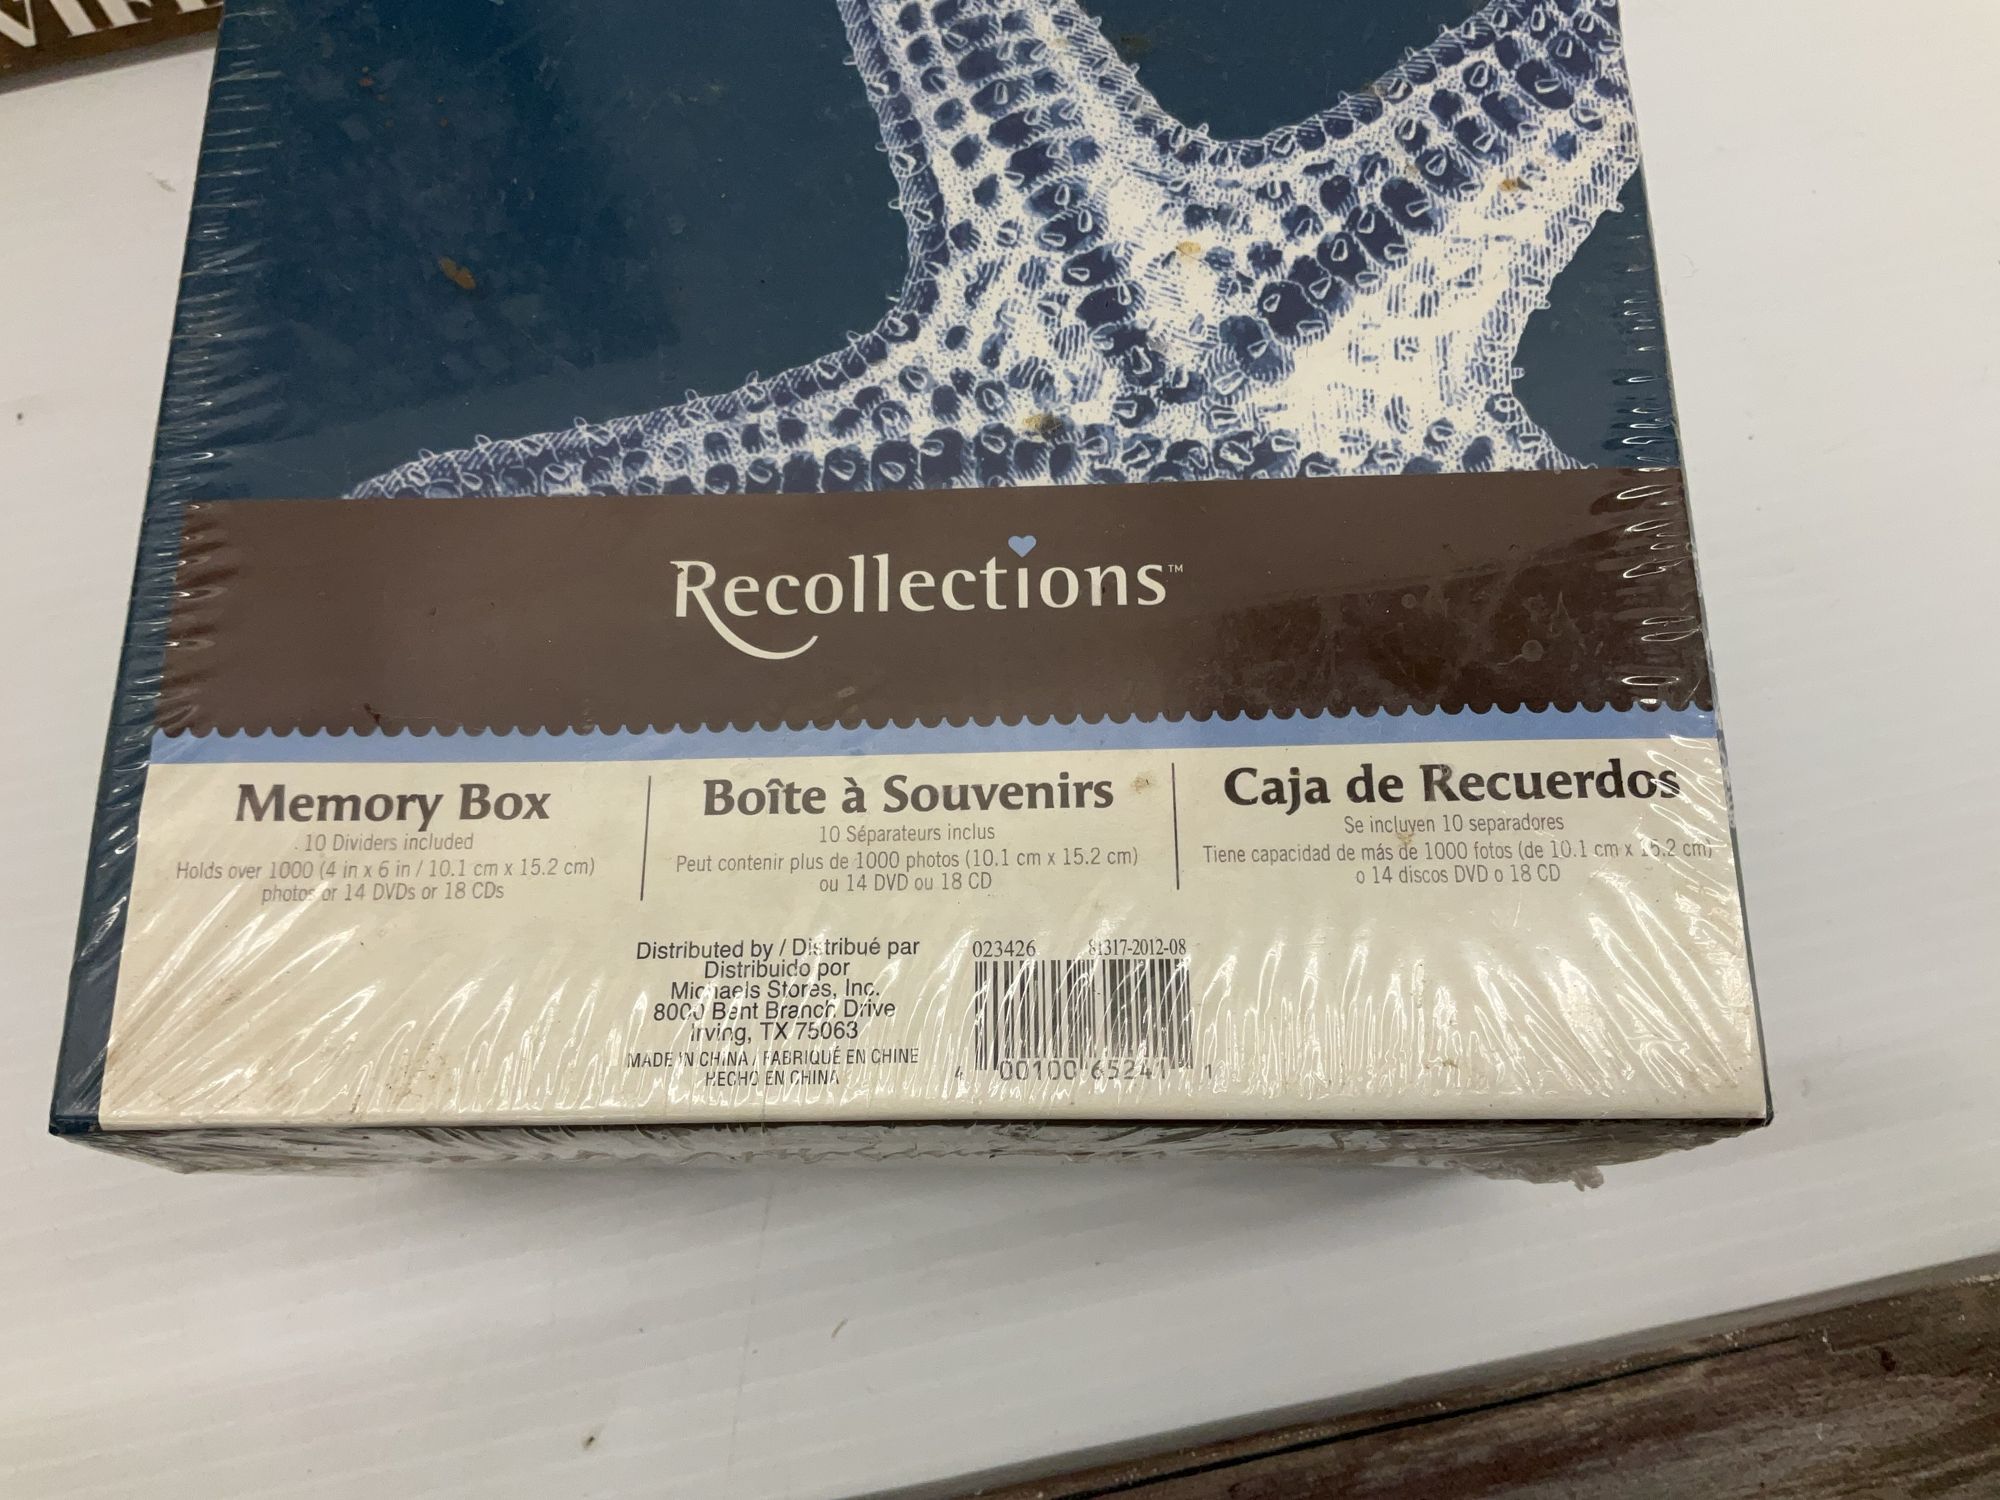 Recollections™
Memory Box
10 Dividers included
Holds over 1000 (4 in x 6 in / 10.1 cm x 15.2 cm)
photos or 14 DVDs or 18 CDs
Boîte à Souvenirs
10 Séparateurs inclus
Peut contenir plus de 1000 photos (10.1 cm x 15.2 cm)
ou 14 DVD ou 18 CD
Caja de Recuerdos
Se incluyen 10 separadores
Tiene capacidad de más de 1000 fotos (de 10.1 cm x 15.2 cm)
o 14 discos DVD o 18 CD
Distributed by / Distribué par
Distribuido por
Michaels Stores, Inc.
8000 Bent Branch Drive
Irving, TX 75063
MADE IN CHINA / FABRIQUÉ EN CHINE
HECHO EN CHINA
023426 81317-2012-08
4 00100 65241 1